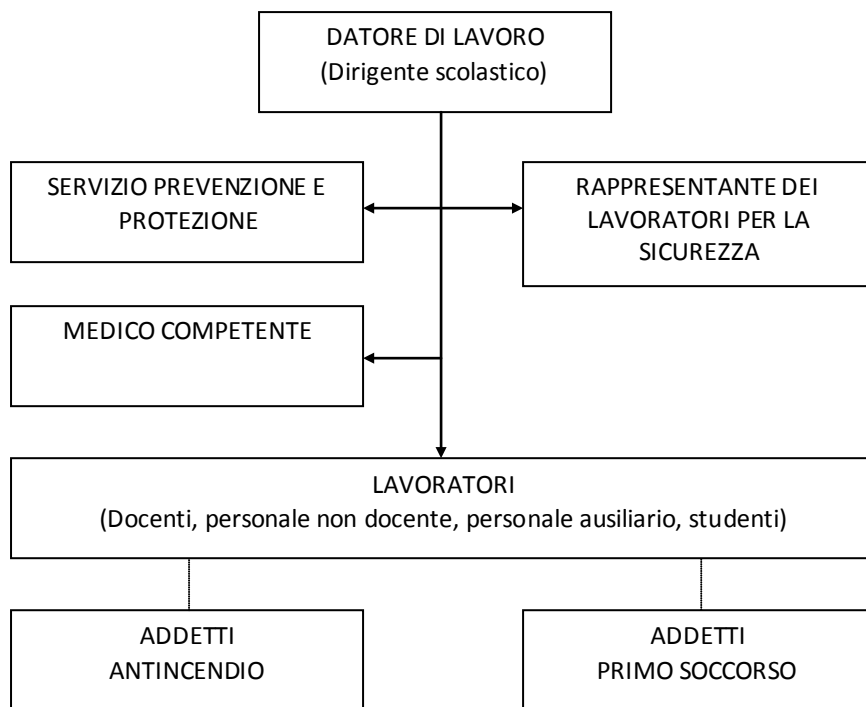 DATORE DI LAVORO
(Dirigente scolastico)
SERVIZIO PREVENZIONE E
PROTEZIONE
RAPPRESENTANTE DEI
LAVORATORI PER LA
SICUREZZA
MEDICO COMPETENTE
LAVORATORI
(Docenti, personale non docente, personale ausiliario, studenti)
ADDETTI
ANTINCENDIO
ADDETTI
PRIMO SOCCORSO